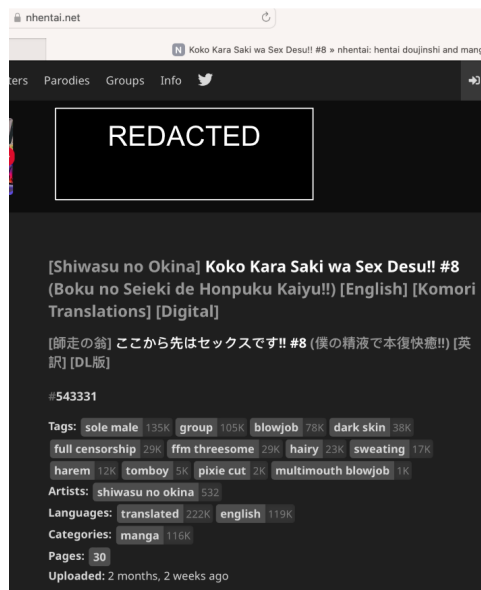 nhentai.net
N Koko Kara Saki wa Sex Desu!! #8 » nhentai: hentai doujinshi and mang
ters Parodies Groups Info
REDACTED
[Shiwasu no Okina] Koko Kara Saki wa Sex Desu!! #8
(Boku no Seieki de Honpuku Kaiyu!!) [English] [Komori
Translations] [Digital]
[師走の翁] ここから先はセックスです!! #8 (僕の精液で本復快癒!!) [英
訳] [DL版]
#543331
Tags: sole male 135K group 105K blowjob 78K dark skin 38K
full censorship 29K ffm threesome 29K hairy 23K sweating 17K
harem 12K tomboy 5K pixie cut 2K multimouth blowjob 1K
Artists: shiwasu no okina 532
Languages: translated 222K english 119K
Categories: manga 116K
Pages: 30
Uploaded: 2 months, 2 weeks ago